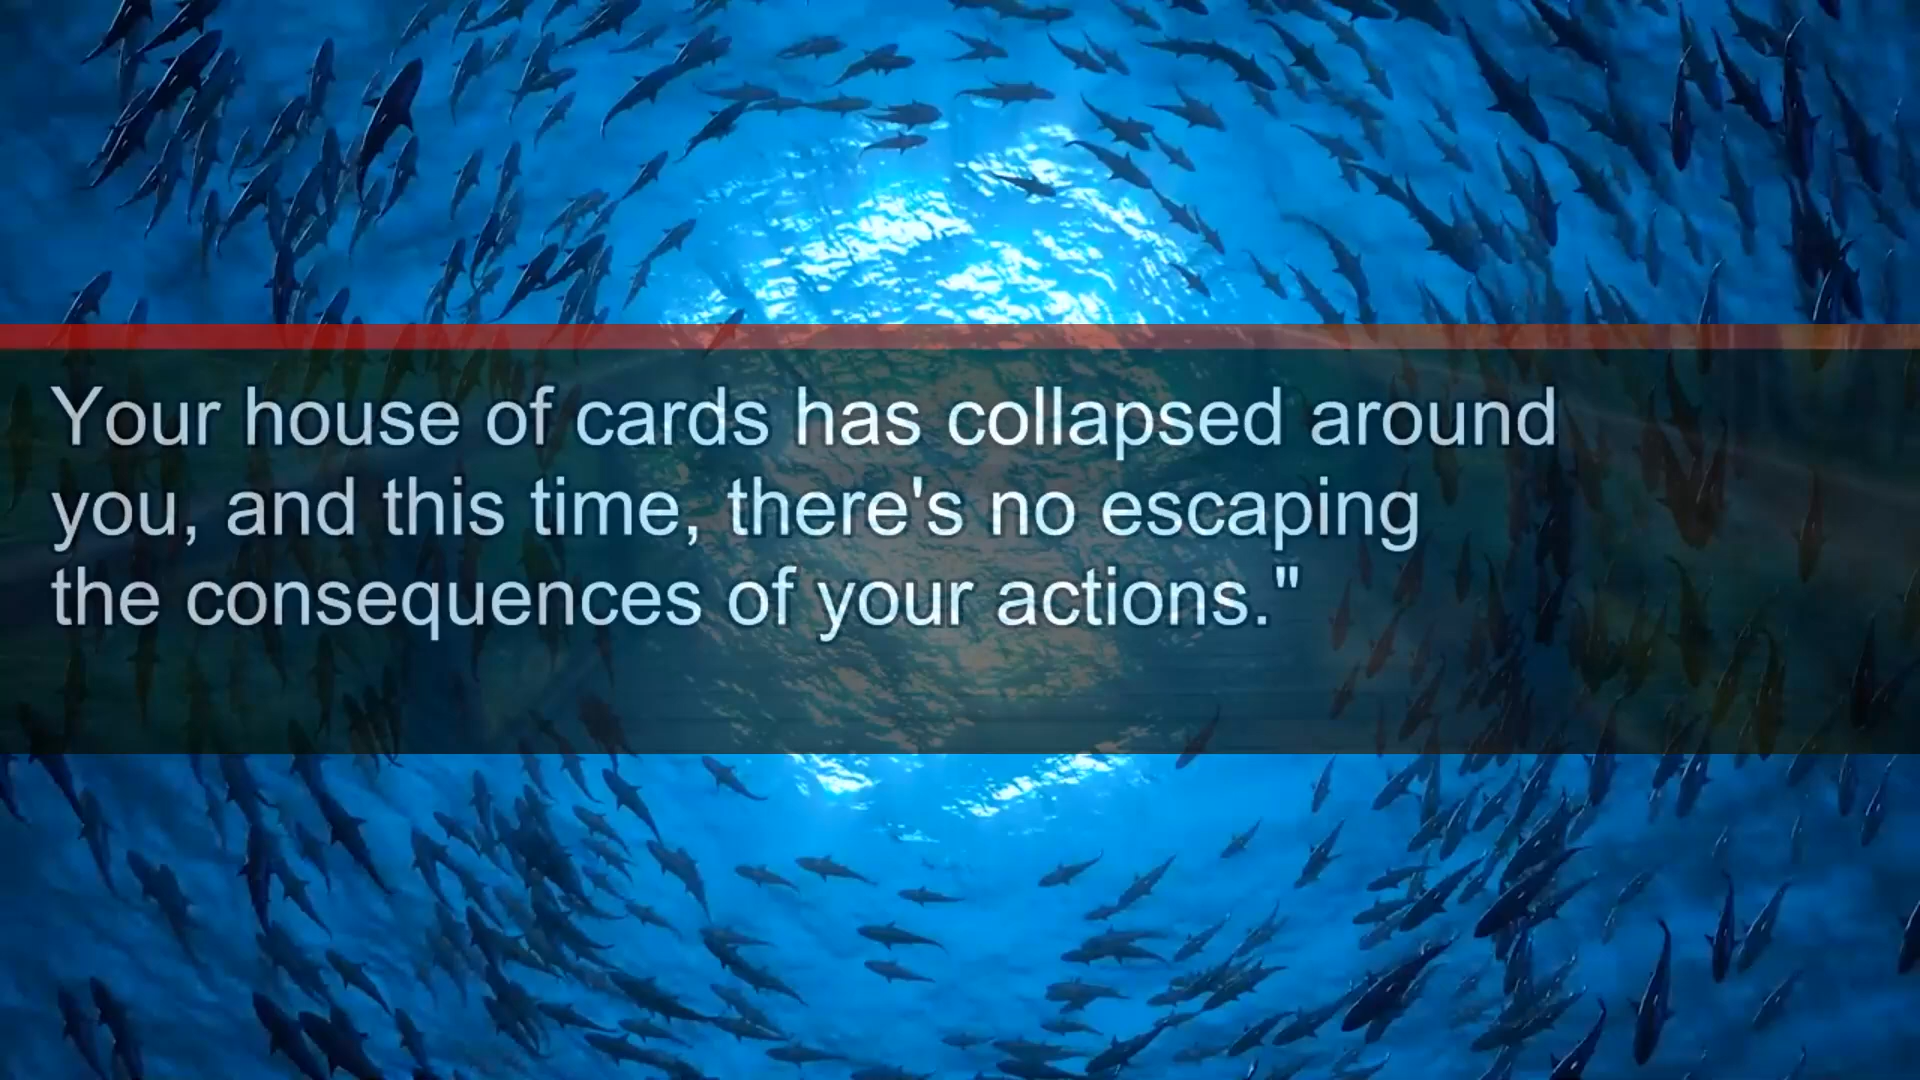 Your house of cards has collapsed around
you, and this time, there's no escaping
the consequences of your actions."